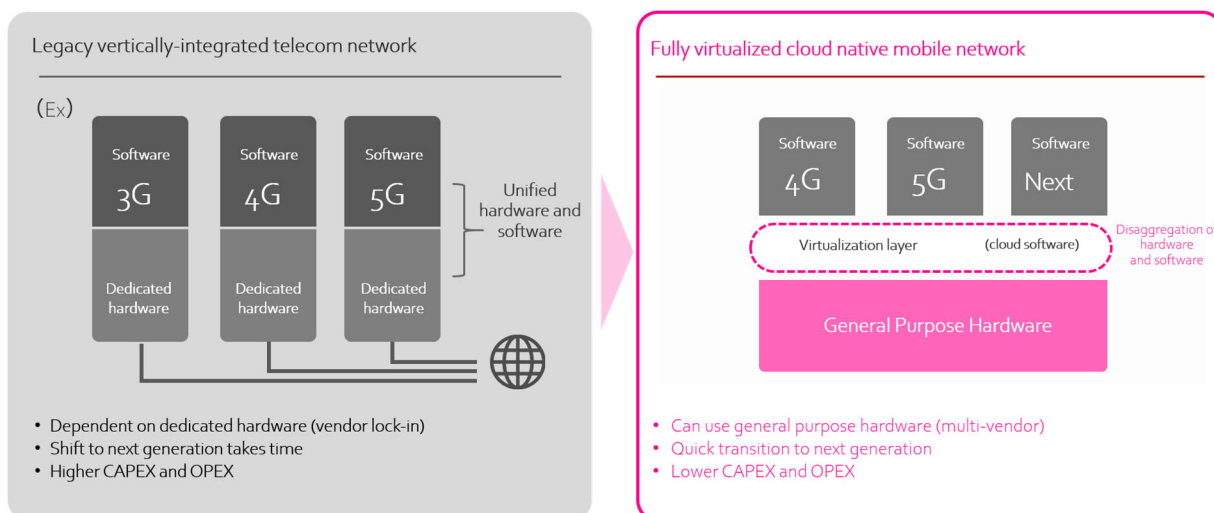 Legacy vertically-integrated telecom network
(Ex)
Software
3G
Software
4G
Software
5G
Dedicated
hardware
Dedicated
hardware
Dedicated
hardware
Unified
hardware and
software
• Dependent on dedicated hardware (vendor lock-in)
• Shift to next generation takes time
• Higher CAPEX and OPEX
Fully virtualized cloud native mobile network
Software
4G
Software
5G
Software
Next
Virtualization layer (cloud software)
Disaggregation o
hardware
and software
General Purpose Hardware
• Can use general purpose hardware (multi-vendor)
• Quick transition to next generation
• Lower CAPEX and OPEX